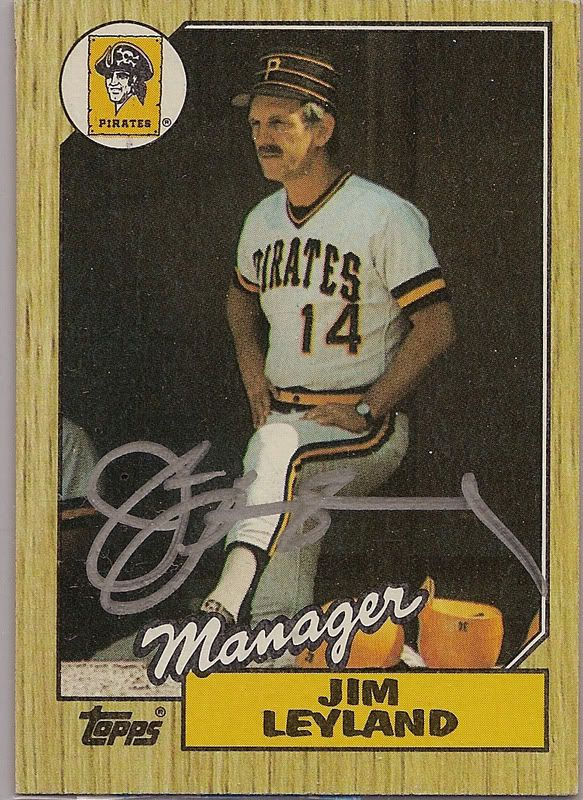 PIRATES®
P
PIRATES
14
Manager
JIM
LEYLAND
Topps®